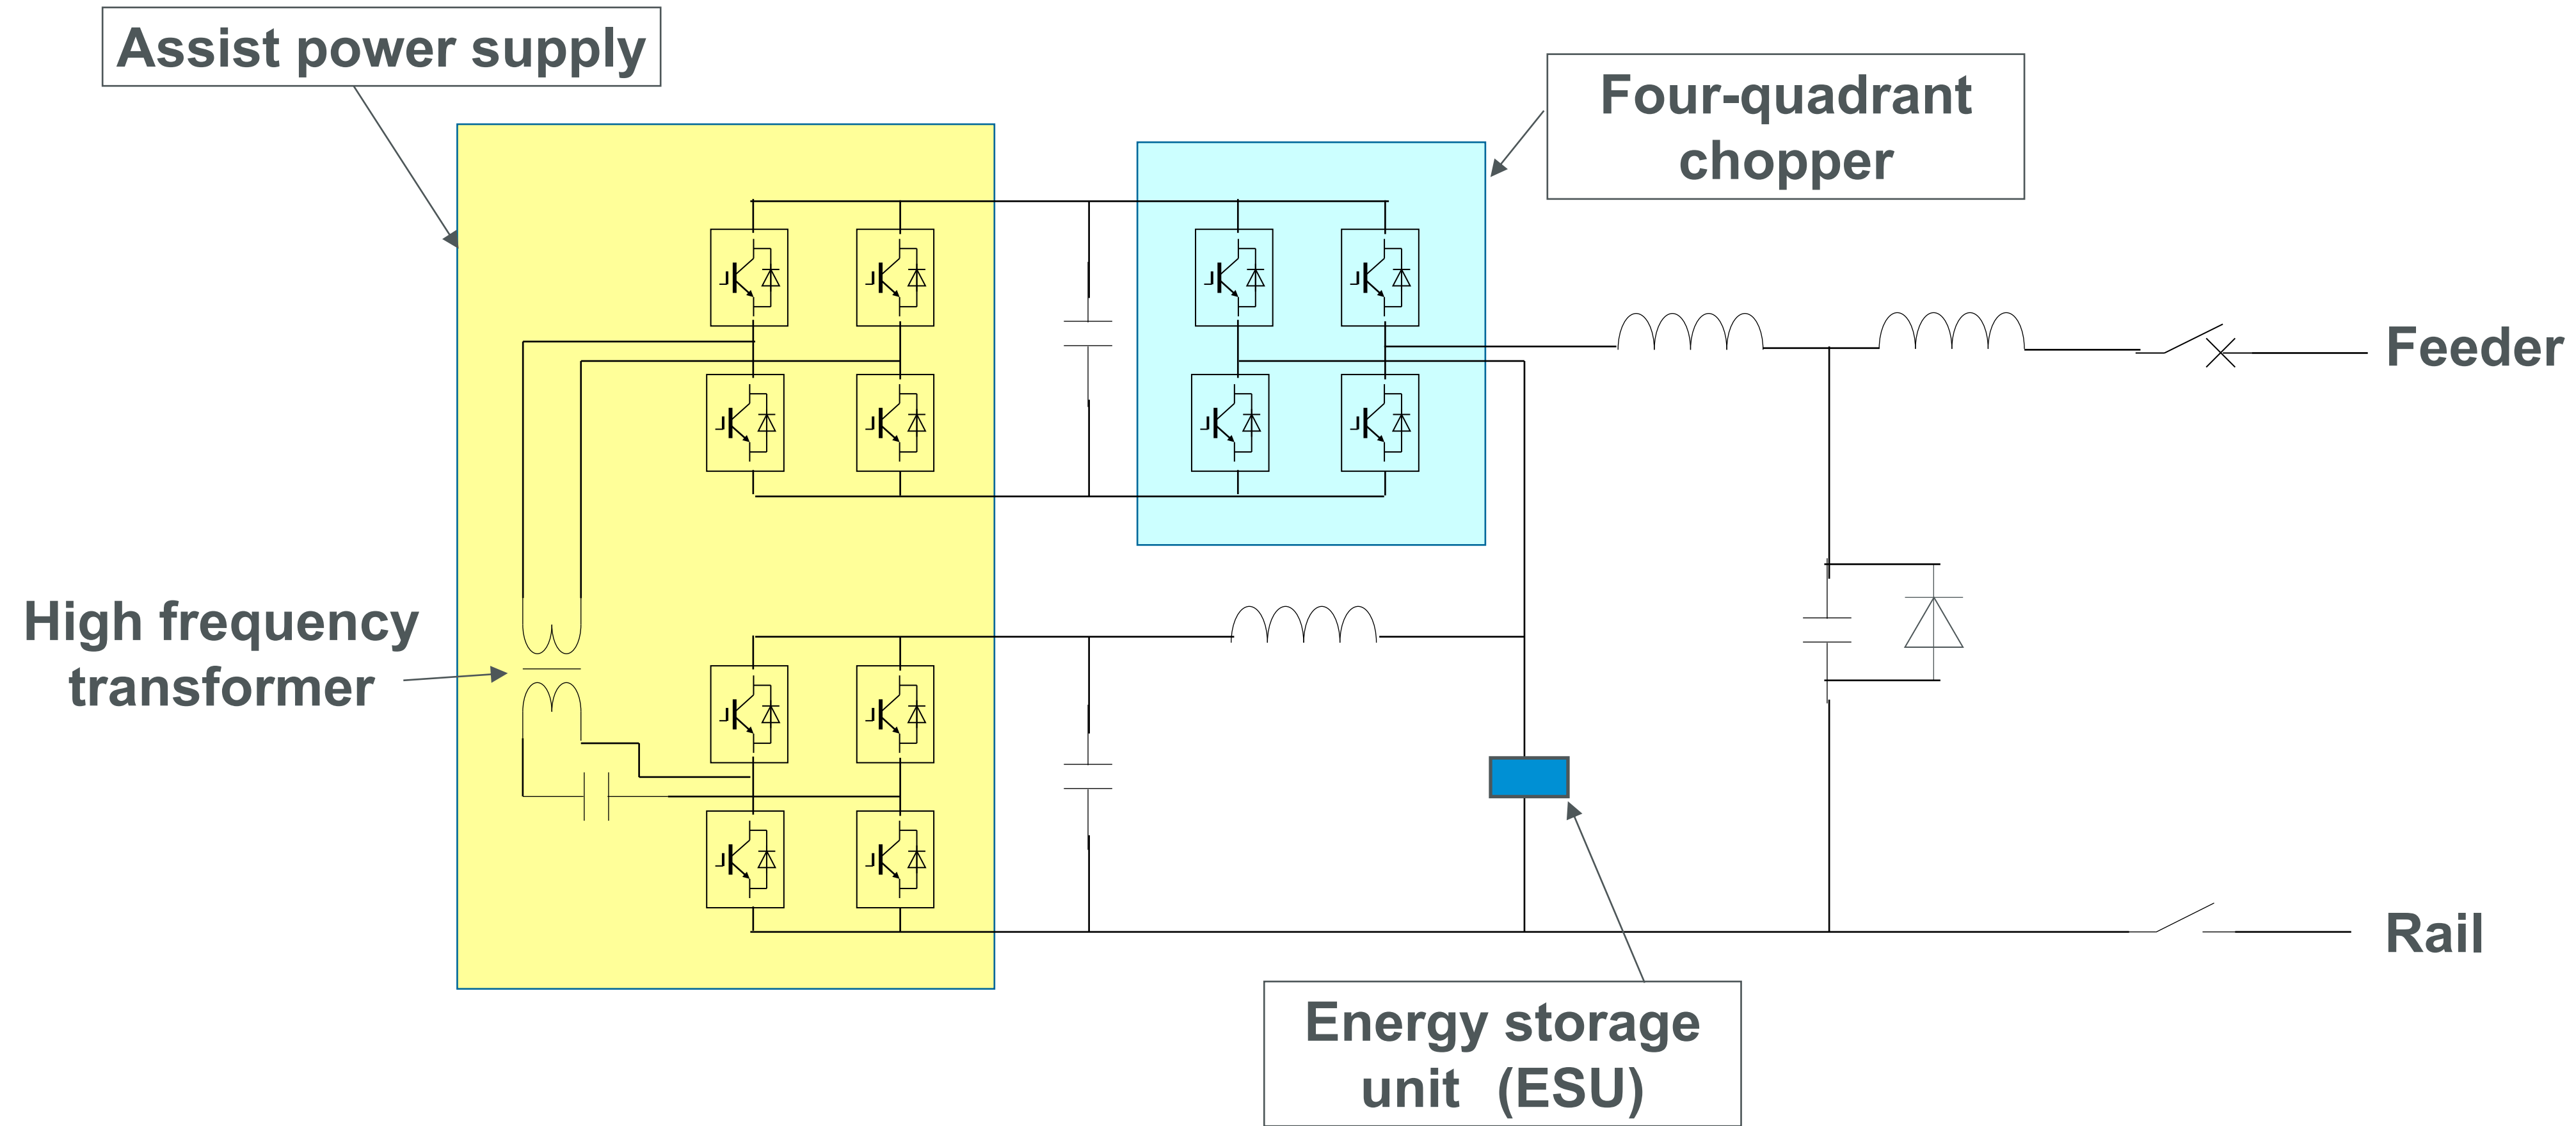 Assist power supply
Four-quadrant
chopper
Feeder
High frequency
transformer
Rail
Energy storage
unit (ESU)